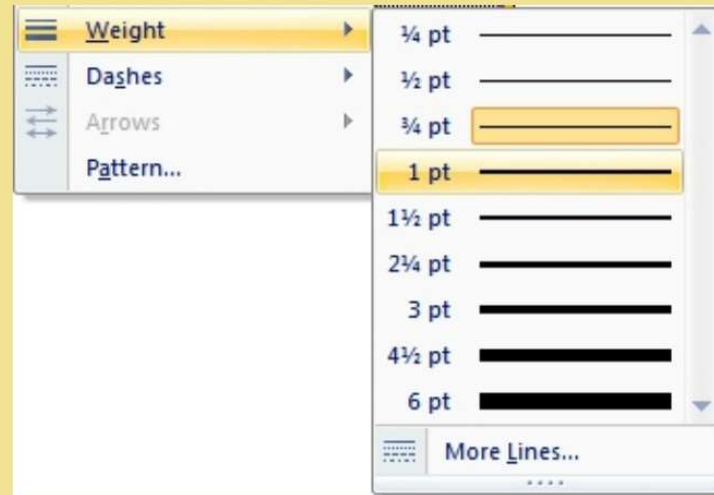 Weight
Dashes
Arrows
Pattern...
¼ pt
½ pt
¾ pt
1 pt
1½ pt
2¼ pt
3 pt
4½ pt
6 pt
More Lines...